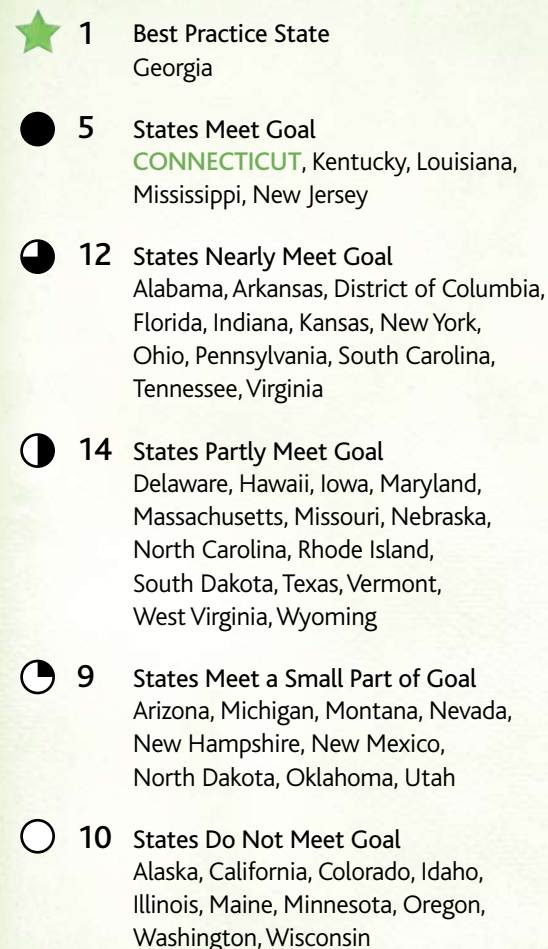 1 Best Practice State
Georgia
5 States Meet Goal
CONNECTICUT, Kentucky, Louisiana,
Mississippi, New Jersey
12 States Nearly Meet Goal
Alabama, Arkansas, District of Columbia,
Florida, Indiana, Kansas, New York,
Ohio, Pennsylvania, South Carolina,
Tennessee, Virginia
14 States Partly Meet Goal
Delaware, Hawaii, Iowa, Maryland,
Massachusetts, Missouri, Nebraska,
North Carolina, Rhode Island,
South Dakota, Texas, Vermont,
West Virginia, Wyoming
9 States Meet a Small Part of Goal
Arizona, Michigan, Montana, Nevada,
New Hampshire, New Mexico,
North Dakota, Oklahoma, Utah
10 States Do Not Meet Goal
Alaska, California, Colorado, Idaho,
Illinois, Maine, Minnesota, Oregon,
Washington, Wisconsin